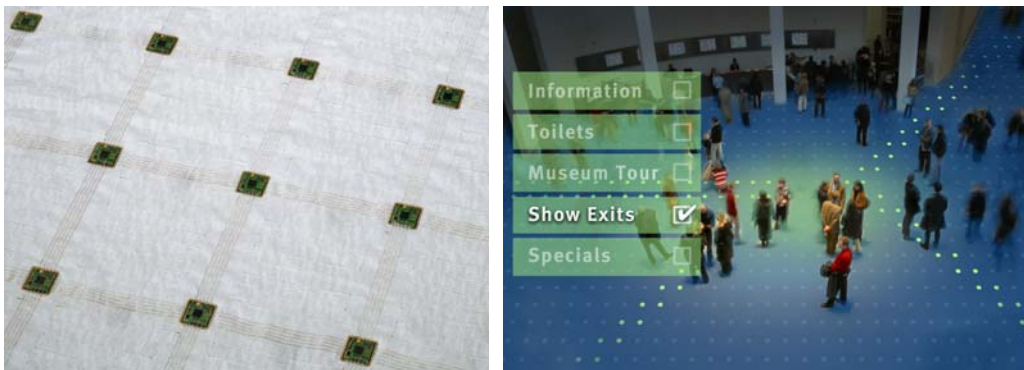 Information
Toilets
Museum Tour
Show Exits
Specials